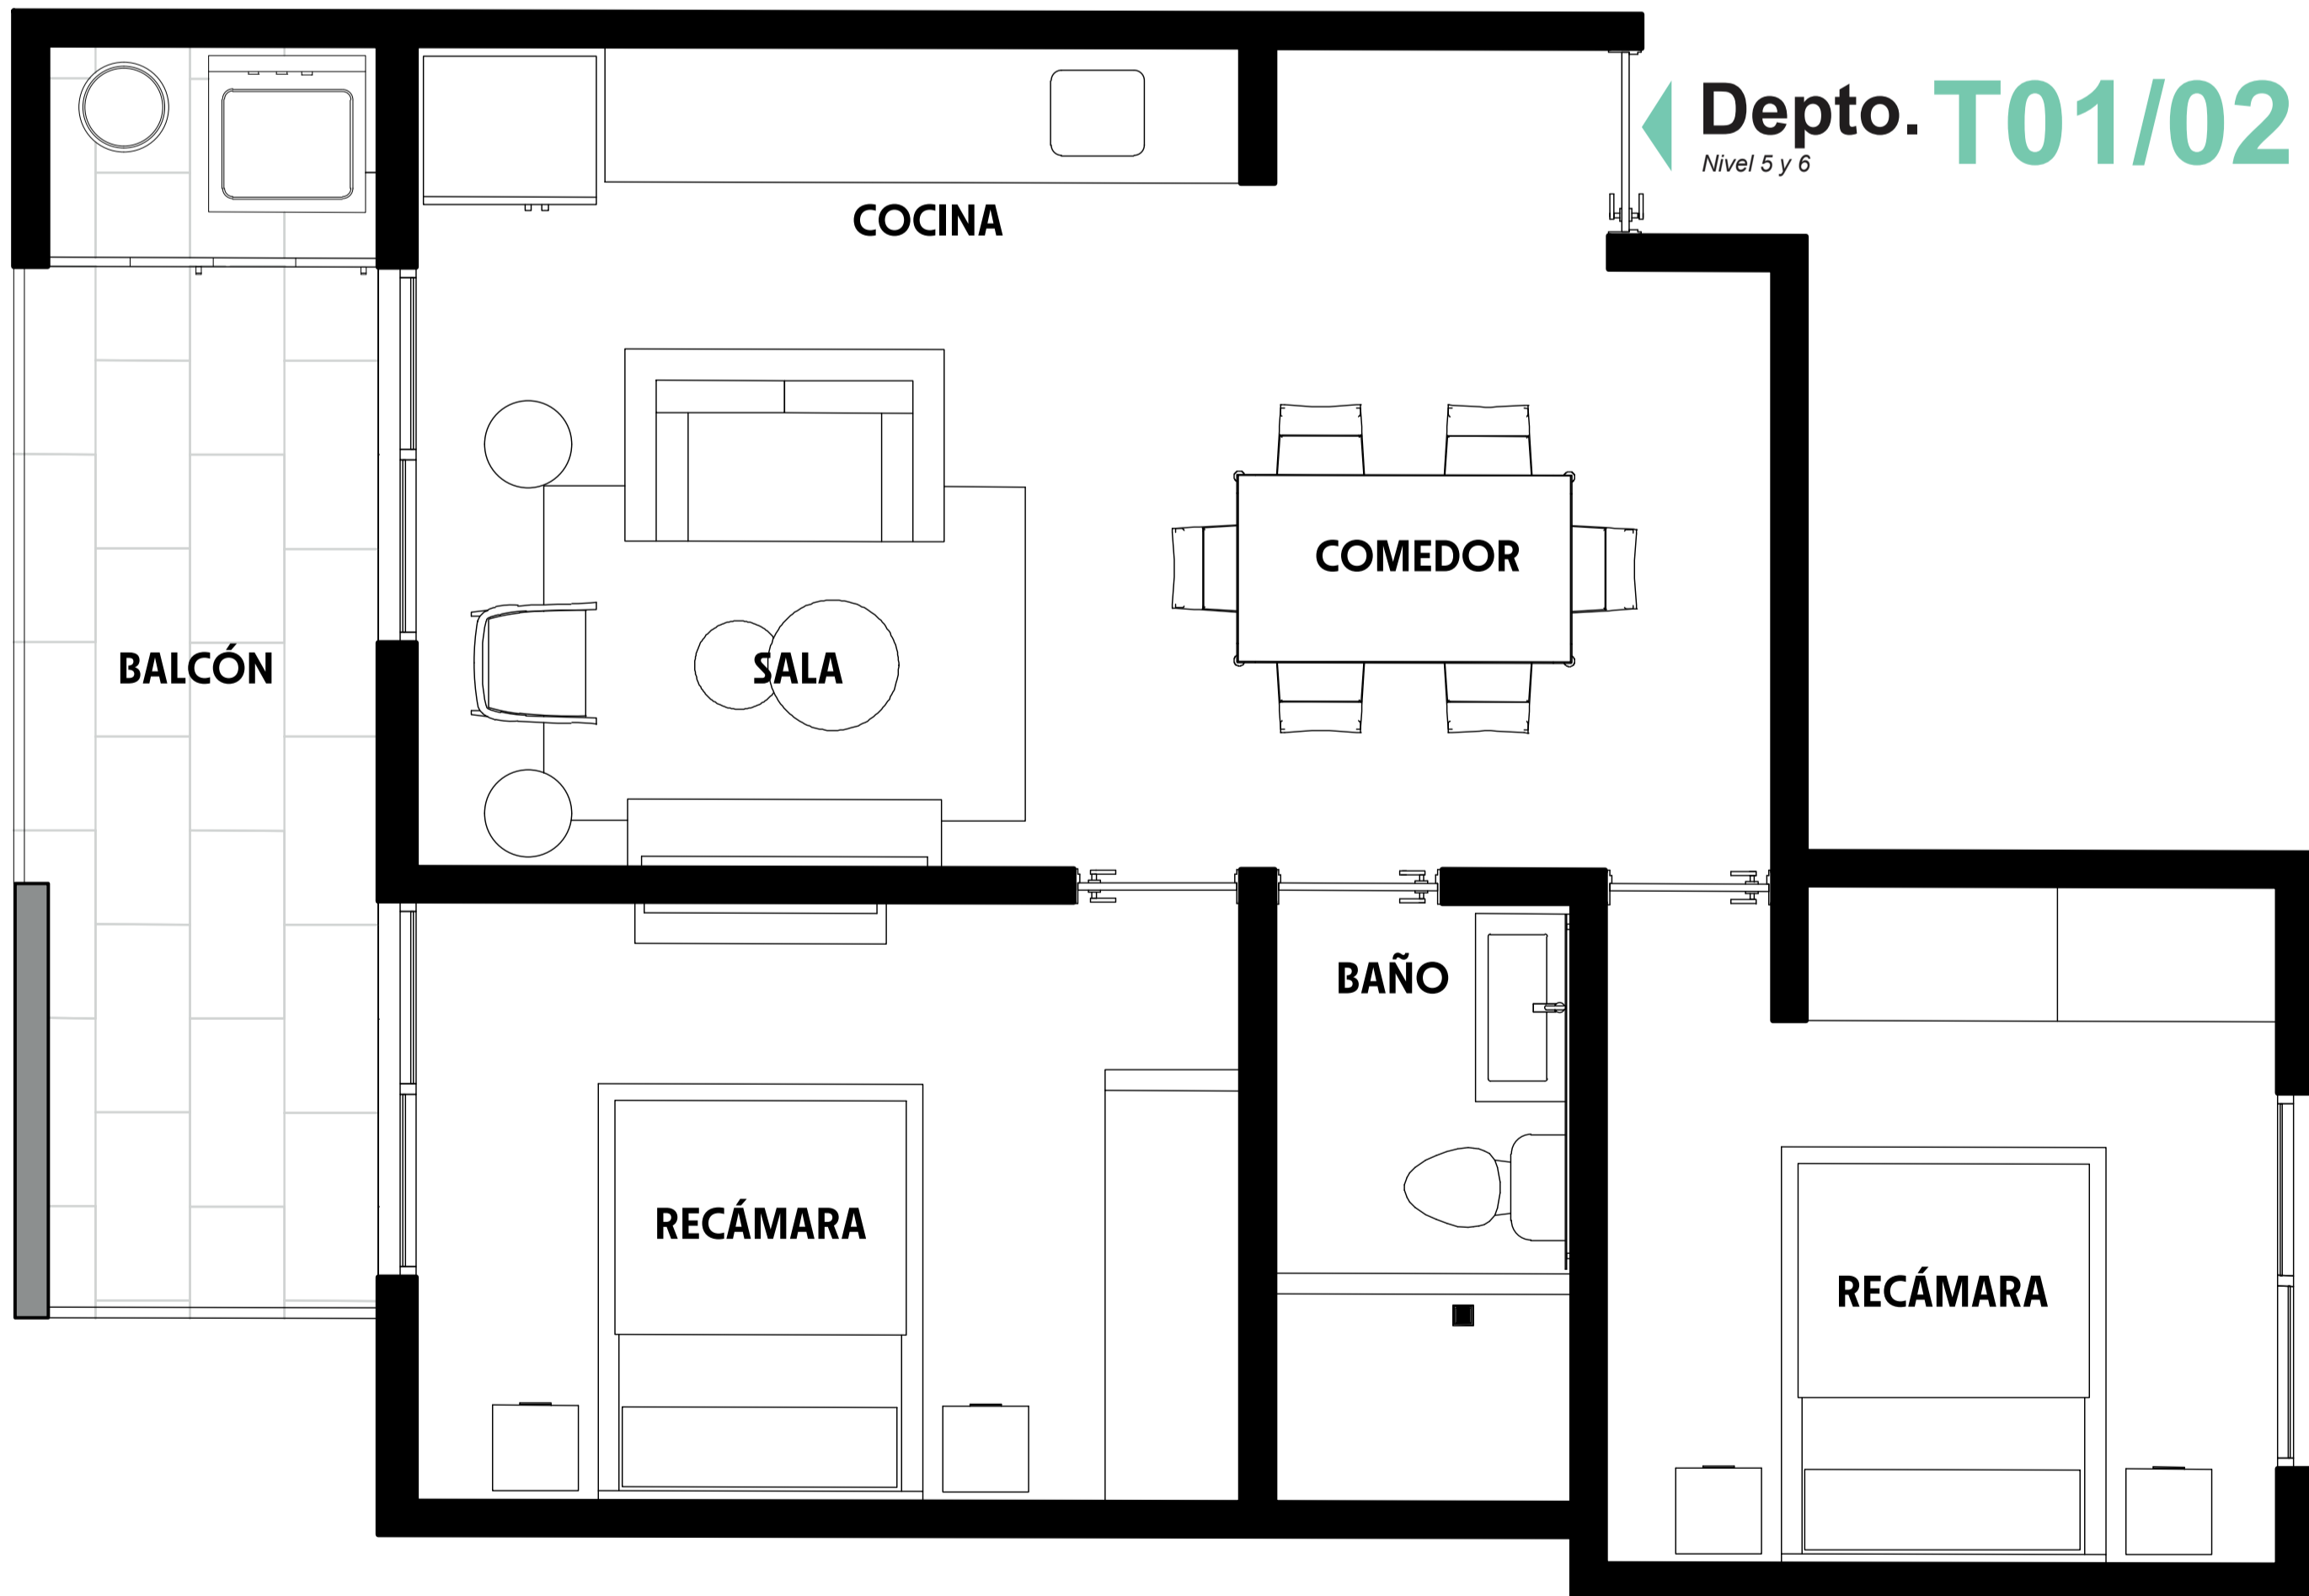 Depto. T01/02
Nivel 5 y 6
COCINA
COMEDOR
BALCÓN
SALA
BAÑO
RECÁMARA
RECÁMARA